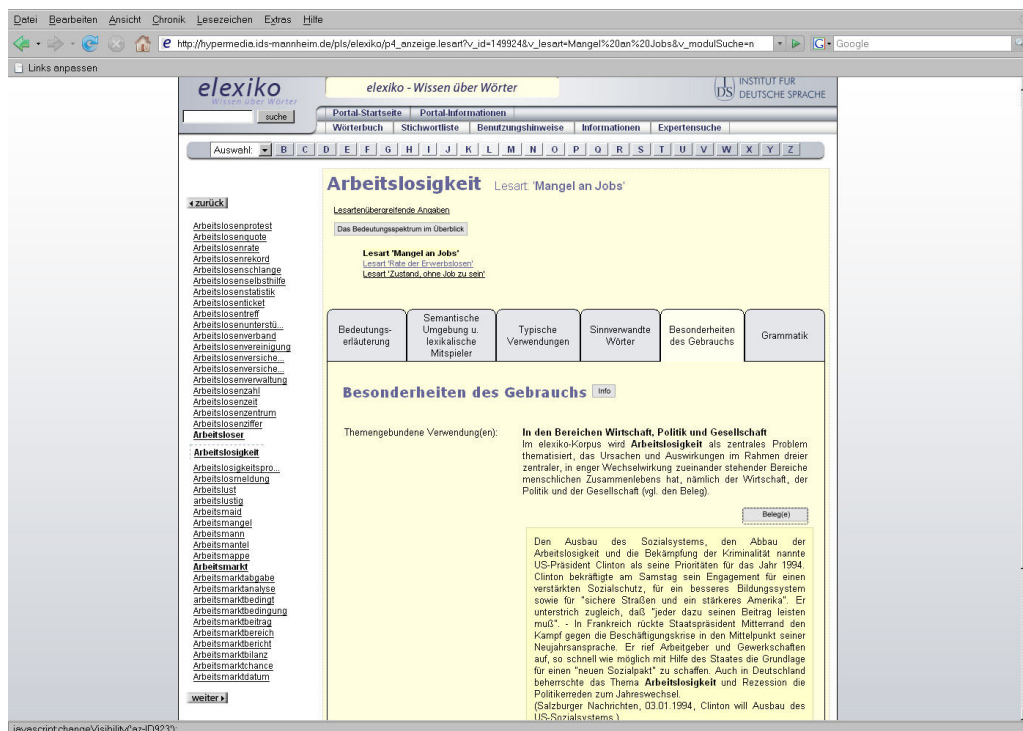 Datei Bearbeiten Ansicht Chronik Lesezeichen Extras Hilfe
http://hypermedia.ids-mannheim.de/pls/elexiko/p4_anzeige.lesart?v_id=149924&v_lesart=Mangel%20an%20Jobs&v_modulSuche=n
Google
Links anpassen
elexiko
Wissen über Wörter
elexiko - Wissen über Wörter
IDS INSTITUT FÜR
DEUTSCHE SPRACHE
suche
Portal-Startseite Portal-Informationen
Wörterbuch Stichwortliste Benutzungshinweise Informationen Expertensuche
Auswahl: B C D E F G H I J K L M N O P Q R S T U V W X Y Z
zurück
Arbeitslosenprotest
Arbeitslosenquote
Arbeitslosenrate
Arbeitslosenrekord
Arbeitslosenschlange
Arbeitslosenselbsthilfe
Arbeitslosenstatistik
Arbeitslosenticket
Arbeitslosentreff
Arbeitslosenunterstü...
Arbeitslosenverband
Arbeitslosenvereinigung
Arbeitslosenversiche...
Arbeitslosenversiche...
Arbeitslosenverwaltung
Arbeitslosenzahl
Arbeitslosenzeit
Arbeitslosenzentrum
Arbeitslosenziffer
Arbeitsloser
Arbeitslosigkeit
Arbeitslosigkeitspro...
Arbeitslosmeldung
Arbeitslust
arbeitslustig
Arbeitsmaid
Arbeitsmangel
Arbeitsmann
Arbeitsmantel
Arbeitsmappe
Arbeitsmarkt
Arbeitsmarktabgabe
Arbeitsmarktanalyse
arbeitsmarktbedingt
Arbeitsmarktbedingung
Arbeitsmarktbeitrag
Arbeitsmarktbereich
Arbeitsmarktbericht
Arbeitsmarktbilanz
Arbeitsmarktchance
Arbeitsmarktdatum
weiter
Arbeitslosigkeit Lesart: 'Mangel an Jobs'
Lesartenübergreifende Angaben
Das Bedeutungsspektrum im Überblick
Lesart 'Mangel an Jobs'
Lesart 'Rate der Erwerbslosen'
Lesart 'Zustand, ohne Job zu sein'
Bedeutungs-
erläuterung
Semantische
Umgebung u.
lexikalische
Mitspieler
Typische
Verwendungen
Sinnverwandte
Wörter
Besonderheiten
des Gebrauchs
Grammatik
Besonderheiten des Gebrauchs Info
Themengebundene Verwendung(en):
In den Bereichen Wirtschaft, Politik und Gesellschaft
Im elexiko-Korpus wird Arbeitslosigkeit als zentrales Problem
thematisiert, das Ursachen und Auswirkungen im Rahmen dreier
zentraler, in enger Wechselwirkung zueinander stehender Bereiche
menschlichen Zusammenlebens hat, nämlich der Wirtschaft, der
Politik und der Gesellschaft (vgl. den Beleg).
Beleg(e)
Den Ausbau des Sozialsystems, den Abbau der
Arbeitslosigkeit und die Bekämpfung der Kriminalität nannte
US-Präsident Clinton als seine Prioritäten für das Jahr 1994.
Clinton bekräftigte am Samstag sein Engagement für einen
verstärkten Sozialschutz, für ein besseres Bildungssystem
sowie für "sichere Straßen und ein stärkeres Amerika". Er
unterstrich zugleich, daß "jeder dazu seinen Beitrag leisten
muß". - In Frankreich rückte Staatspräsident Mitterrand den
Kampf gegen die Beschäftigungskrise in den Mittelpunkt seiner
Neujahrsansprache. Er rief Arbeitgeber und Gewerkschaften
auf, so schnell wie möglich mit Hilfe des Staates die Grundlage
für einen "neuen Sozialpakt" zu schaffen. Auch in Deutschland
beherrschte das Thema Arbeitslosigkeit und Rezession die
Politikerreden zum Jahreswechsel.
(Salzburger Nachrichten, 03.01.1994, Clinton will Ausbau des
US-Sozialsystems.)
javascript:changeVisibility('az-ID923');